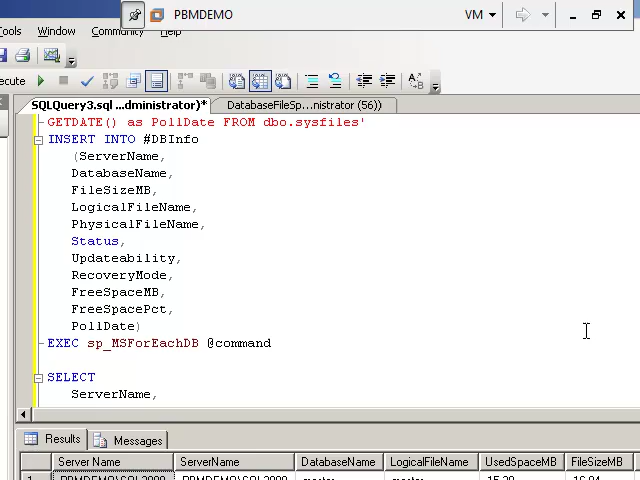 PBMDEMO VM
ools Window Community Help
ecute
SQLQuery3.sql ...dministrator)* DatabaseFileSp...nistrator (56))
GETDATE() as PollDate FROM dbo.sysfiles'
INSERT INTO #DBInfo
(ServerName,
DatabaseName,
FileSizeMB,
LogicalFileName,
PhysicalFileName,
Status,
Updateability,
RecoveryMode,
FreeSpaceMB,
FreeSpacePct,
PollDate)
EXEC sp_MSForEachDB @command
SELECT
ServerName,
Results Messages
Server Name ServerName DatabaseName LogicalFileName UsedSpaceMB FileSizeMB